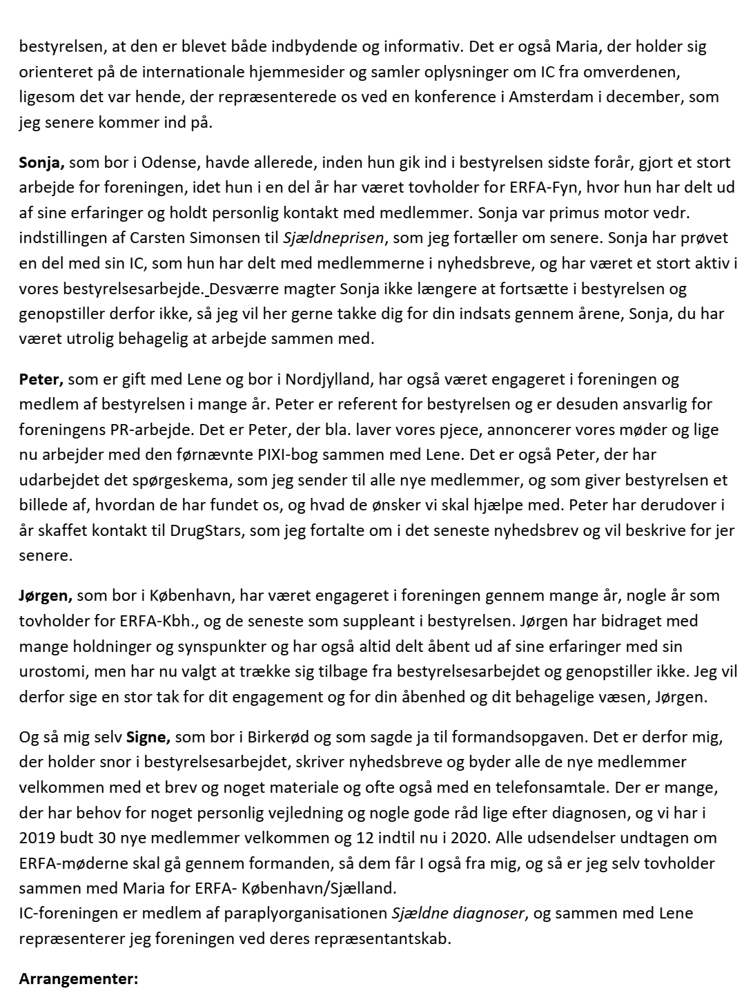 bestyrelsen, at den er blevet både indbydende og informativ. Det er også Maria, der holder sig
orienteret på de internationale hjemmesider og samler oplysninger om IC fra omverdenen,
ligesom det var hende, der repræsenterede os ved en konference i Amsterdam i december, som
jeg senere kommer ind på.
Sonja, som bor i Odense, havde allerede, inden hun gik ind i bestyrelsen sidste forår, gjort et stort
arbejde for foreningen, idet hun i en del år har været tovholder for ERFA-Fyn, hvor hun har delt ud
af sine erfaringer og holdt personlig kontakt med medlemmer. Sonja var primus motor vedr.
indstillingen af Carsten Simonsen til Sjældneprisen, som jeg fortæller om senere. Sonja har prøvet
en del med sin IC, som hun har delt med medlemmerne i nyhedsbreve, og har været et stort aktiv i
vores bestyrelsesarbejde. Desværre magter Sonja ikke længere at fortsætte i bestyrelsen og
genopstiller derfor ikke, så jeg vil her gerne takke dig for din indsats gennem årene, Sonja, du har
været utrolig behagelig at arbejde sammen med.
Peter, som er gift med Lene og bor i Nordjylland, har også været engageret i foreningen og
medlem af bestyrelsen i mange år. Peter er referent for bestyrelsen og er desuden ansvarlig for
foreningens PR-arbejde. Det er Peter, der bla. laver vores pjece, annoncerer vores møder og lige
nu arbejder med den førnævnte PIXI-bog sammen med Lene. Det er også Peter, der har
udarbejdet det spørgeskema, som jeg sender til alle nye medlemmer, og som giver bestyrelsen et
billede af, hvordan de har fundet os, og hvad de ønsker vi skal hjælpe med. Peter har derudover i
år skaffet kontakt til DrugStars, som jeg fortalte om i det seneste nyhedsbrev og vil beskrive for jer
senere.
Jørgen, som bor i København, har været engageret i foreningen gennem mange år, nogle år som
tovholder for ERFA-Kbh., og de seneste som suppleant i bestyrelsen. Jørgen har bidraget med
mange holdninger og synspunkter og har også altid delt åbent ud af sine erfaringer med sin
urostomi, men har nu valgt at trække sig tilbage fra bestyrelsesarbejdet og genopstiller ikke. Jeg vil
derfor sige en stor tak for dit engagement og for din åbenhed og dit behagelige væsen, Jørgen.
Og så mig selv Signe, som bor i Birkerød og som sagde ja til formandsopgaven. Det er derfor mig,
der holder snor i bestyrelsesarbejdet, skriver nyhedsbreve og byder alle de nye medlemmer
velkommen med et brev og noget materiale og ofte også med en telefonsamtale. Der er mange,
der har behov for noget personlig vejledning og nogle gode råd lige efter diagnosen, og vi har i
2019 budt 30 nye medlemmer velkommen og 12 indtil nu i 2020. Alle udsendelser undtagen om
ERFA-møderne skal gå gennem formanden, så dem får I også fra mig, og så er jeg selv tovholder
sammen med Maria for ERFA- København/Sjælland.
IC-foreningen er medlem af paraplyorganisationen Sjældne diagnoser, og sammen med Lene
repræsenterer jeg foreningen ved deres repræsentantskab.
Arrangementer: